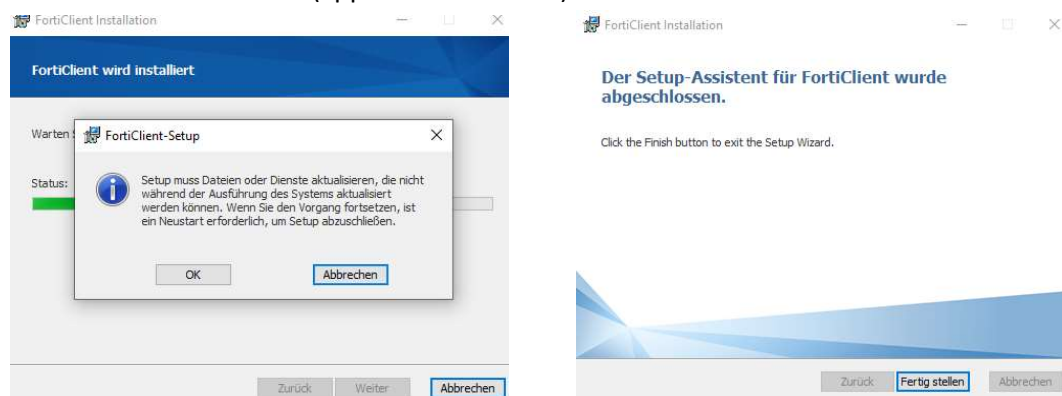 FortiClient Installation
FortiClient wird installiert
Warten
FortiClient-Setup
Status:
Setup muss Dateien oder Dienste aktualisieren, die nicht
während der Ausführung des Systems aktualisiert
werden können. Wenn Sie den Vorgang fortsetzen, ist
ein Neustart erforderlich, um Setup abzuschließen.
OK Abbrechen
Zurück Weiter Abbrechen
FortiClient Installation
Der Setup-Assistent für FortiClient wurde
abgeschlossen.
Click the Finish button to exit the Setup Wizard.
Zurück Fertig stellen Abbrechen